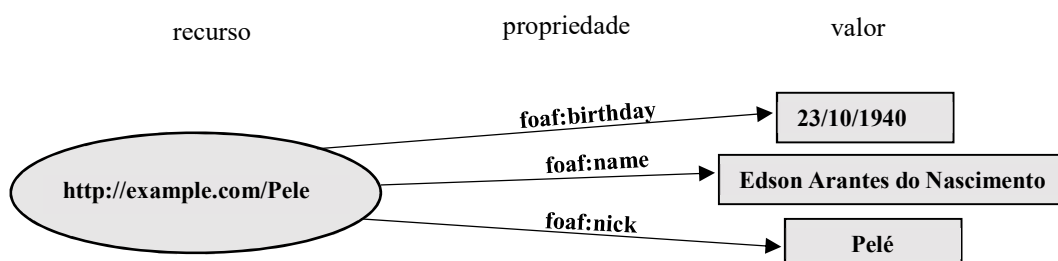 recurso propriedade valor
foaf:birthday 23/10/1940
http://example.com/Pele foaf:name Edson Arantes do Nascimento
foaf:nick Pelé